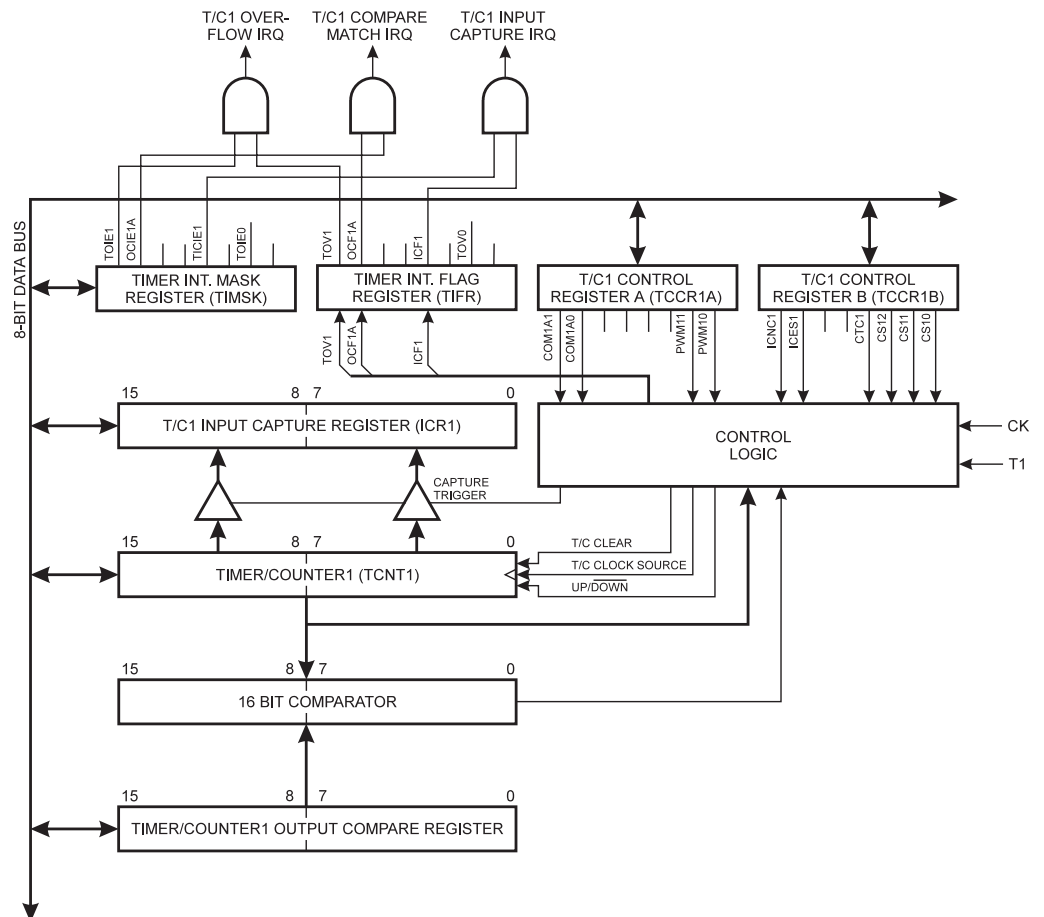 T/C1 OVER-
FLOW IRQ
T/C1 COMPARE
MATCH IRQ
T/C1 INPUT
CAPTURE IRQ
8-BIT DATA BUS
TOIE1
OCIE1A
TICIE1
TOIE0
TOV1
OCF1A
ICF1
TOV0
TIMER INT. MASK
REGISTER (TIMSK)
TIMER INT. FLAG
REGISTER (TIFR)
T/C1 CONTROL
REGISTER A (TCCR1A)
T/C1 CONTROL
REGISTER B (TCCR1B)
TOV1
OCF1A
ICF1
COM1A1
COM1A0
PWM11
PWM10
ICNC1
ICES1
CTC1
CS12
CS11
CS10
15 8 7 0
T/C1 INPUT CAPTURE REGISTER (ICR1)
CONTROL
LOGIC
CK
T1
CAPTURE
TRIGGER
15 8 7 0
TIMER/COUNTER1 (TCNT1)
T/C CLEAR
T/C CLOCK SOURCE
UP/DOWN
15 8 7 0
16 BIT COMPARATOR
15 8 7 0
TIMER/COUNTER1 OUTPUT COMPARE REGISTER